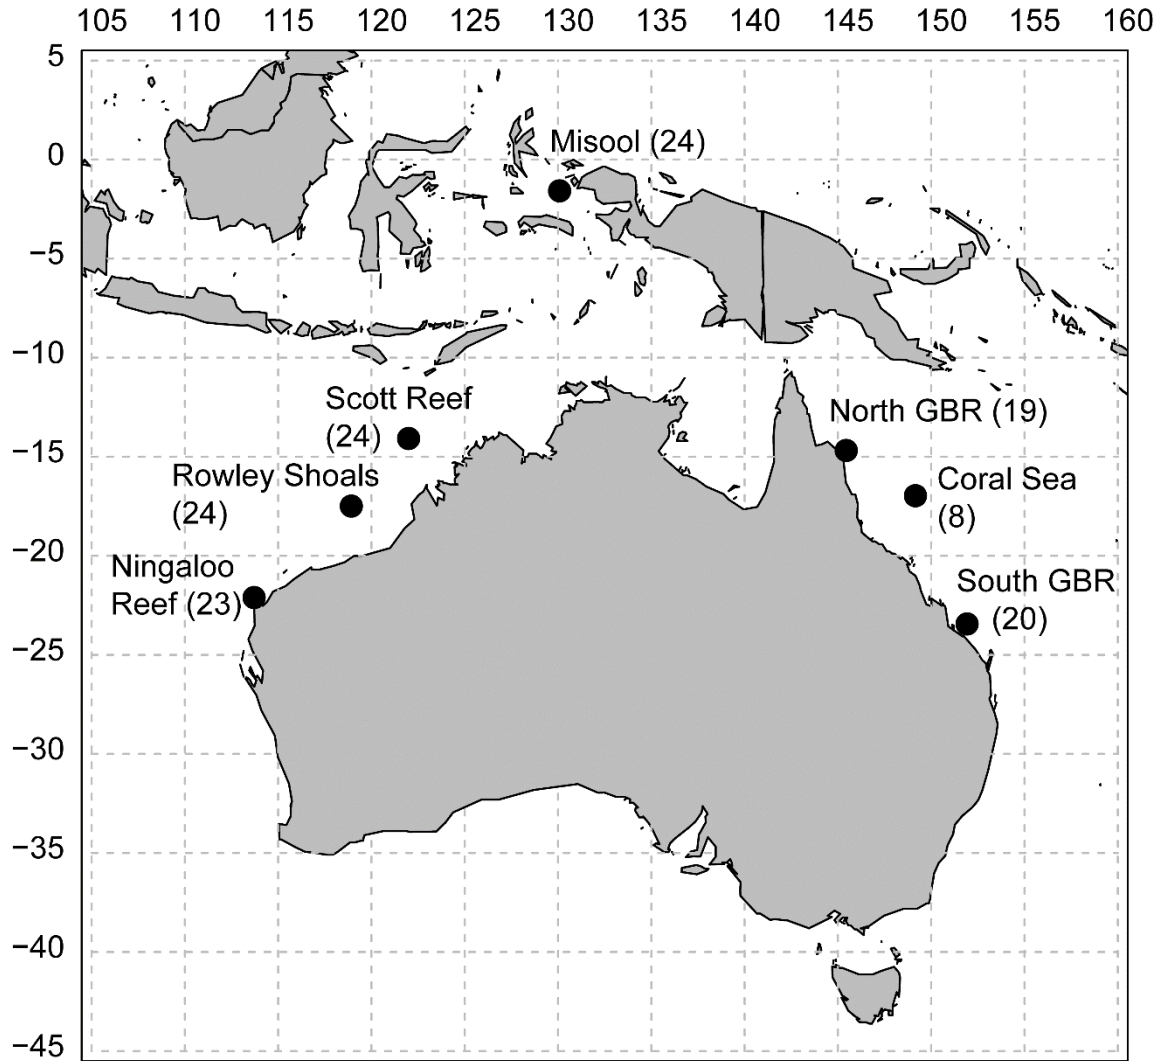 105 110 115 120 125 130 135 140 145 150 155 160
5
Misool (24)
0
−5
−10
Scott Reef
(24)
North GBR (19)
−15
Rowley Shoals
(24)
Coral Sea
(8)
−20
Ningaloo
Reef (23)
South GBR
(20)
−25
−30
−35
−40
−45